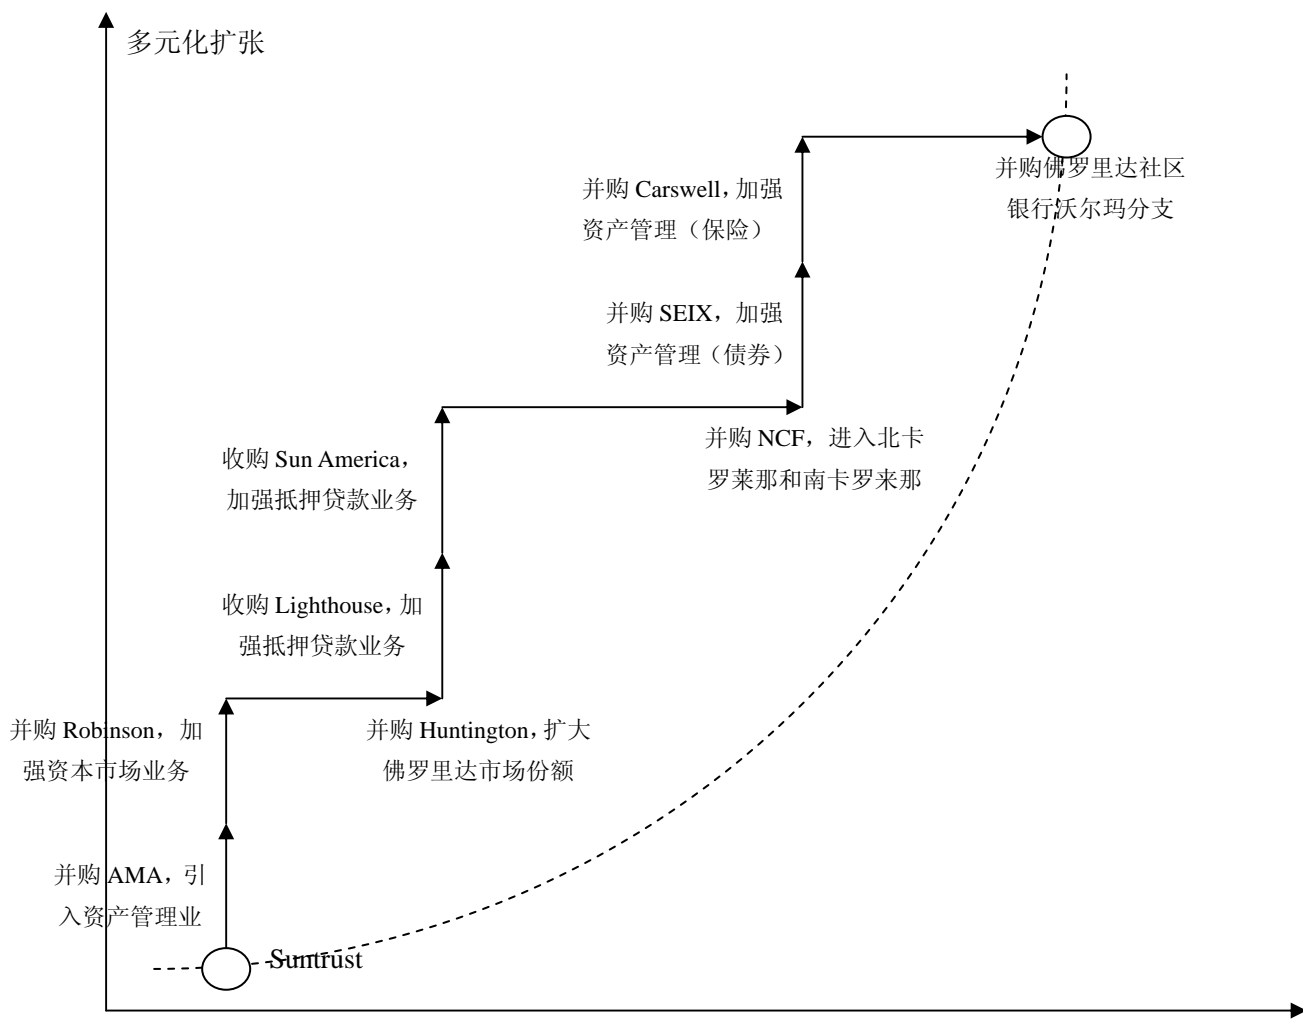 多元化扩张
并购佛罗里达社区
银行沃尔玛分支
并购 Carswell，加强
资产管理（保险）
并购 SEIX，加强
资产管理（债券）
并购 NCF，进入北卡
罗莱那和南卡罗来那
收购 Sun America，
加强抵押贷款业务
收购 Lighthouse，加
强抵押贷款业务
并购 Robinson，加
强资本市场业务
并购 Huntington，扩大
佛罗里达市场份额
并购 AMA，引
入资产管理业
Suntrust